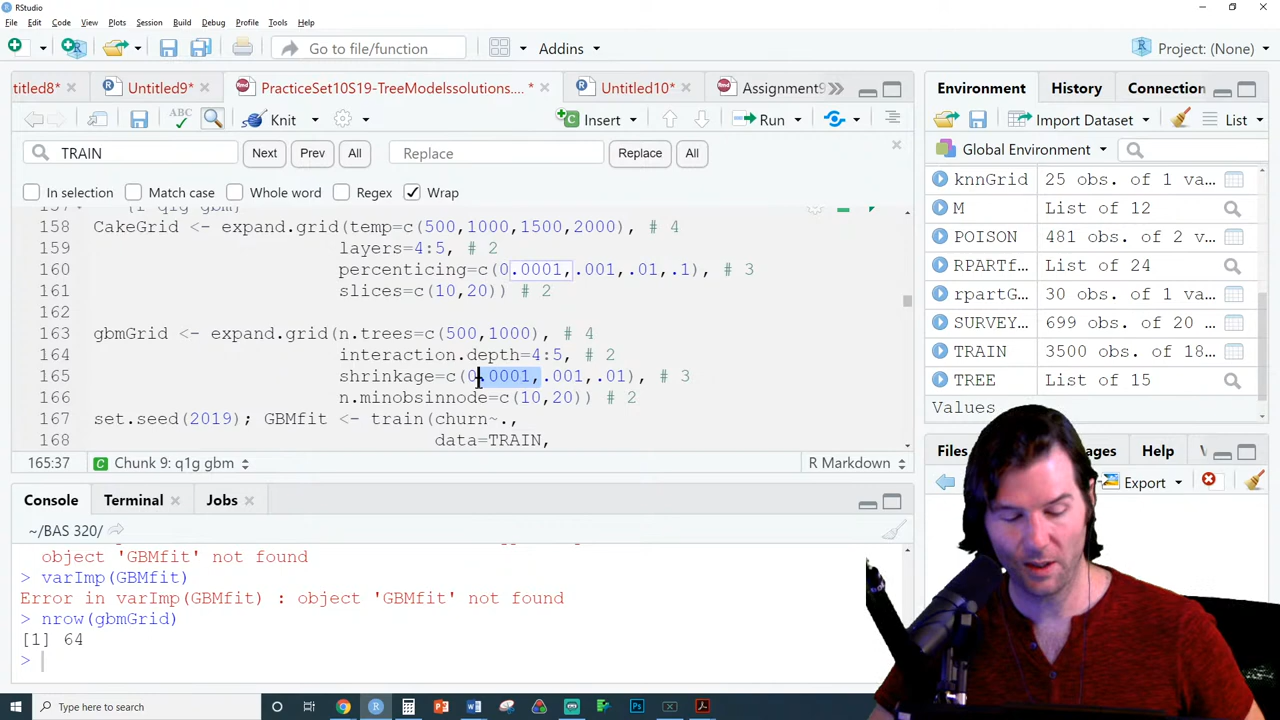 RStudio
File Edit Code View Plots Session Build Debug Profile Tools Help
Go to file/function
Addins
Project: (None)
titled8*
Untitled9*
PracticeSet10S19-TreeModelssolutions.... *
Untitled10*
Assignment9
Environment
History
Connection
ABC
Knit
Insert
Run
Import Dataset
List
TRAIN
Next
Prev
All
Replace
Replace
All
Global Environment
In selection
Match case
Whole word
Regex
Wrap
knnGrid 25 obs. of 1 va...
M List of 12
POISON 481 obs. of 2 v...
RPARTf List of 24
rpartG... 30 obs. of 1 va...
SURVEY 699 obs. of 20
TRAIN 3500 obs. of 18...
TREE List of 15
Values
157 {r q1g gbm}
158 CakeGrid <- expand.grid(temp=c(500,1000,1500,2000), # 4
159 layers=4:5, # 2
160 percenticing=c(0.0001,.001,.01,.1), # 3
161 slices=c(10,20)) # 2
162
163 gbmGrid <- expand.grid(n.trees=c(500,1000), # 4
164 interaction.depth=4:5, # 2
165 shrinkage=c(0.0001,.001,.01), # 3
166 n.minobsinnode=c(10,20)) # 2
167 set.seed(2019); GBMfit <- train(churn~.,
168 data=TRAIN,
165:37
Chunk 9: q1g gbm
R Markdown
Files
ages
Help
V
Export
Console
Terminal
Jobs
~/BAS 320/
object 'GBMfit' not found
> varImp(GBMfit)
Error in varImp(GBMfit) : object 'GBMfit' not found
> nrow(gbmGrid)
[1] 64
>
Type here to search